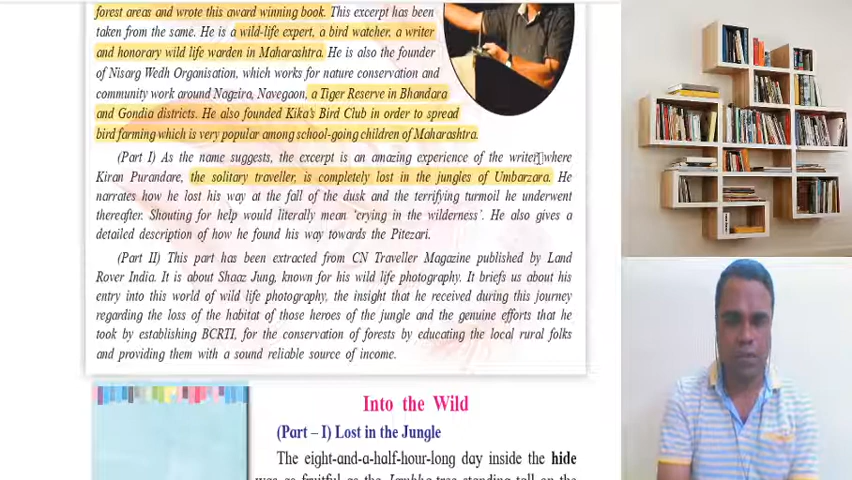 forest areas and wrote this award winning book. This excerpt has been
taken from the same. He is a wild-life expert, a bird watcher, a writer
and honorary wild life warden in Maharashtra. He is also the founder
of Nisarg Wedh Organisation, which works for nature conservation and
community work around Nagzira, Navegaon, a Tiger Reserve in Bhandara
and Gondia districts. He also founded Kika's Bird Club in order to spread
bird farming which is very popular among school-going children of Maharashtra.
(Part I) As the name suggests, the excerpt is an amazing experience of the writer where
Kiran Purandare, the solitary traveller, is completely lost in the jungles of Umbarzara. He
narrates how he lost his way at the fall of the dusk and the terrifying turmoil he underwent
thereafter. Shouting for help would literally mean 'crying in the wilderness'. He also gives a
detailed description of how he found his way towards the Pitezari.
(Part II) This part has been extracted from CN Traveller Magazine published by Land
Rover India. It is about Shaaz Jung, known for his wild life photography. It briefs us about his
entry into this world of wild life photography, the insight that he received during this journey
regarding the loss of the habitat of those heroes of the jungle and the genuine efforts that he
took by establishing BCRTI, for the conservation of forests by educating the local rural folks
and providing them with a sound reliable source of income.
Into the Wild
(Part – I) Lost in the Jungle
The eight-and-a-half-hour-long day inside the hide
was as fruitful as the Jambha tree standing tall on the